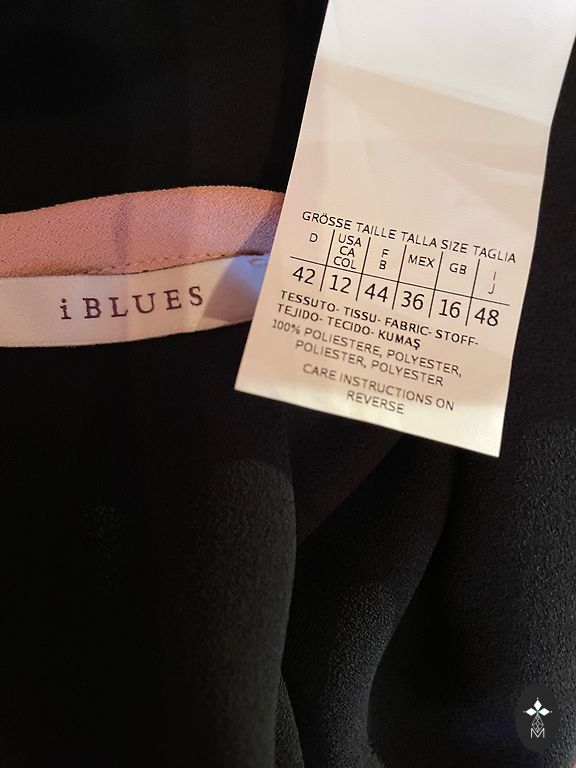 i BLUES
GRÖSSE TAILLE TALLA SIZE TAGLIA
D USA CA COL F B MEX GB I J
42 12 44 36 16 48
TESSUTO- TISSU- FABRIC- STOFF-
TEJIDO- TECIDO- KUMAŞ
100% POLIESTERE, POLYESTER,
POLIESTER, POLYESTER
CARE INSTRUCTIONS ON
REVERSE
M